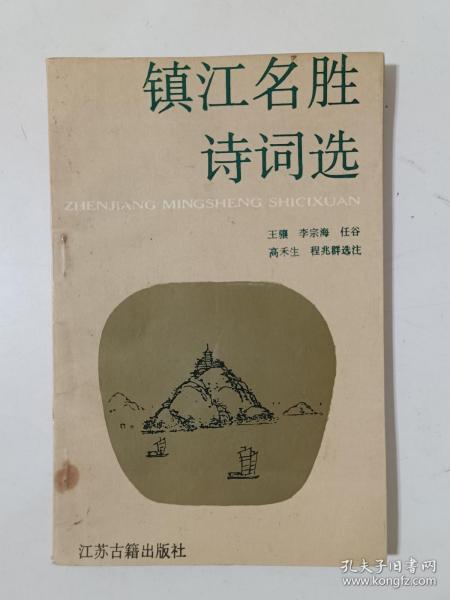 镇江名胜
诗词选
ZHENJIANG MINGSHENG SHICIXUAN
王骧 李宗海 任谷
高禾生 程兆群选注
江苏古籍出版社
孔夫子旧书网
www.kongfz.com